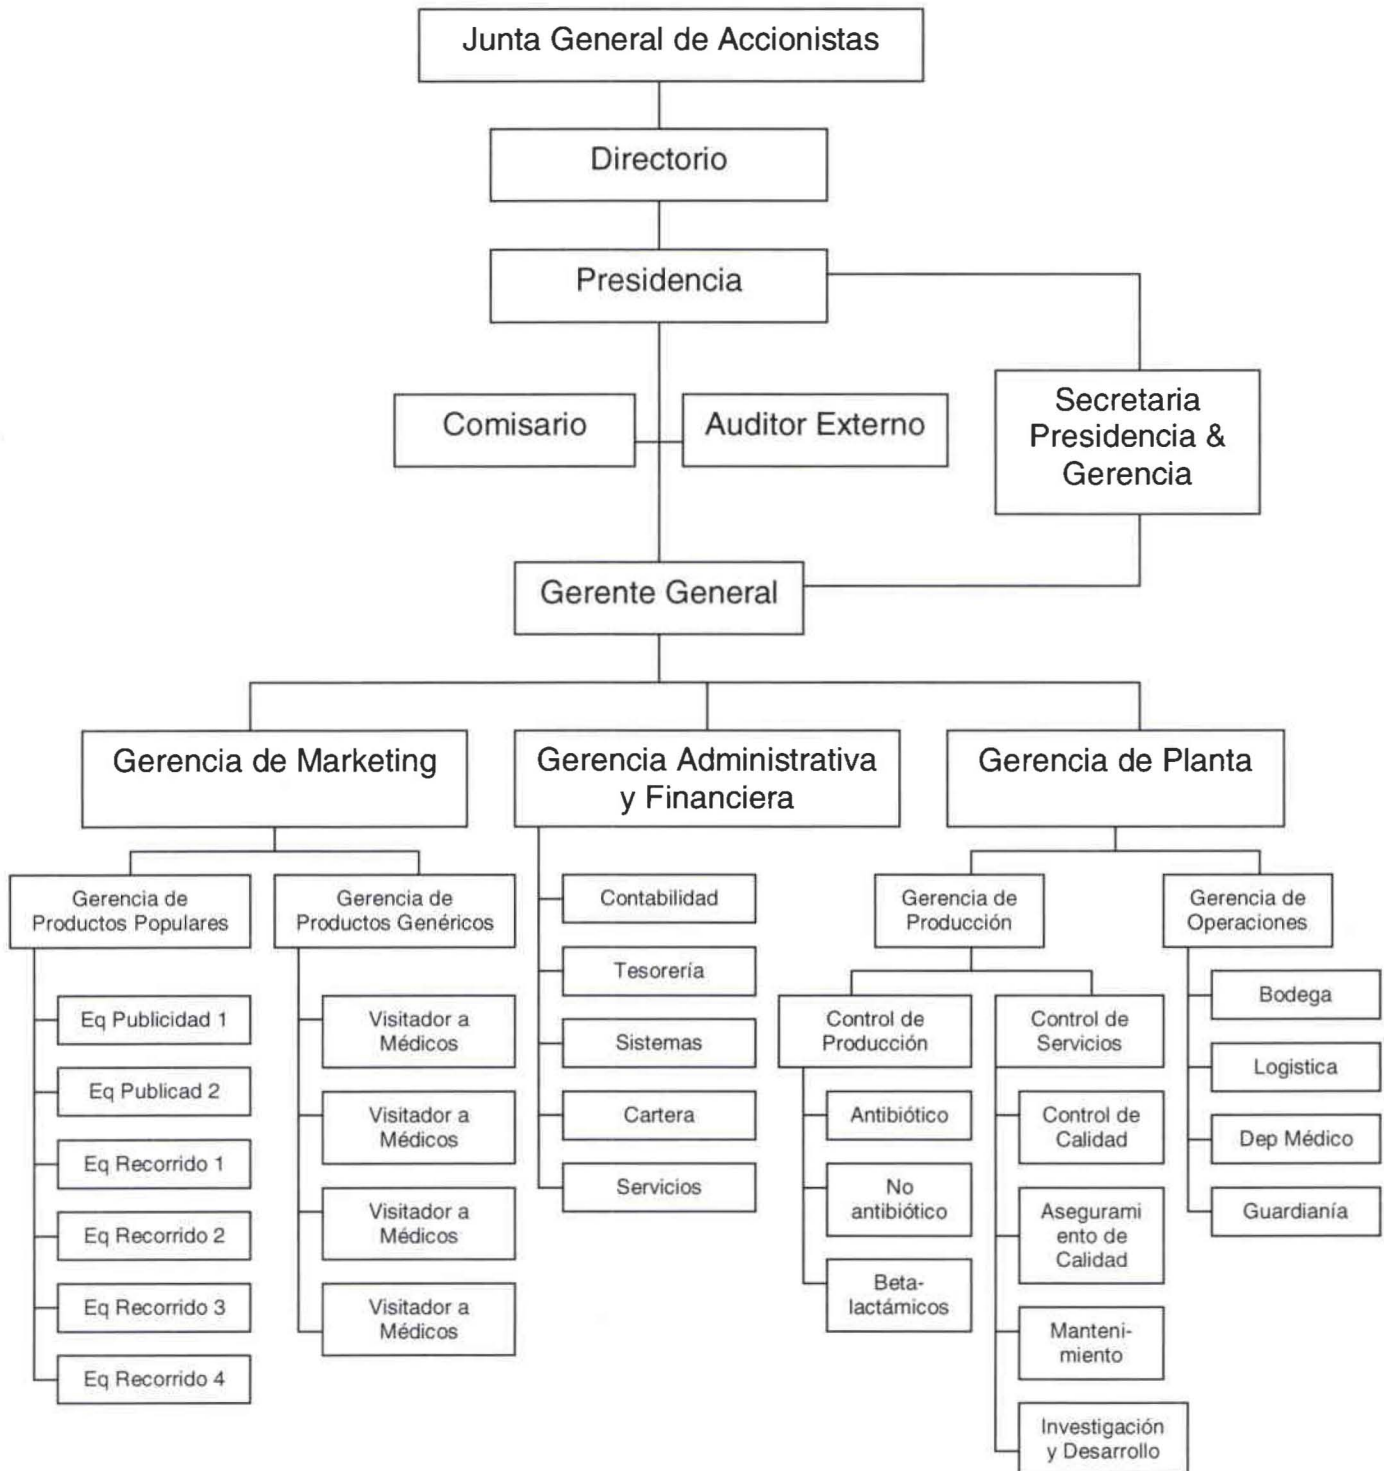 Junta General de Accionistas
Directorio
Presidencia
Comisario
Auditor Externo
Secretaria
Presidencia &
Gerencia
Gerente General
Gerencia de Marketing
Gerencia Administrativa
y Financiera
Gerencia de Planta
Gerencia de
Productos Populares
Eq Publicidad 1
Eq Publicad 2
Eq Recorrido 1
Eq Recorrido 2
Eq Recorrido 3
Eq Recorrido 4
Gerencia de
Productos Genéricos
Visitador a
Médicos
Visitador a
Médicos
Visitador a
Médicos
Visitador a
Médicos
Contabilidad
Tesorería
Sistemas
Cartera
Servicios
Gerencia de
Producción
Control de
Producción
Antibiótico
No
antibiótico
Beta-
lactámicos
Control de
Servicios
Control de
Calidad
Asegurami
ento de
Calidad
Manteni-
miento
Investigación
y Desarrollo
Gerencia de
Operaciones
Bodega
Logistica
Dep Médico
Guardianía